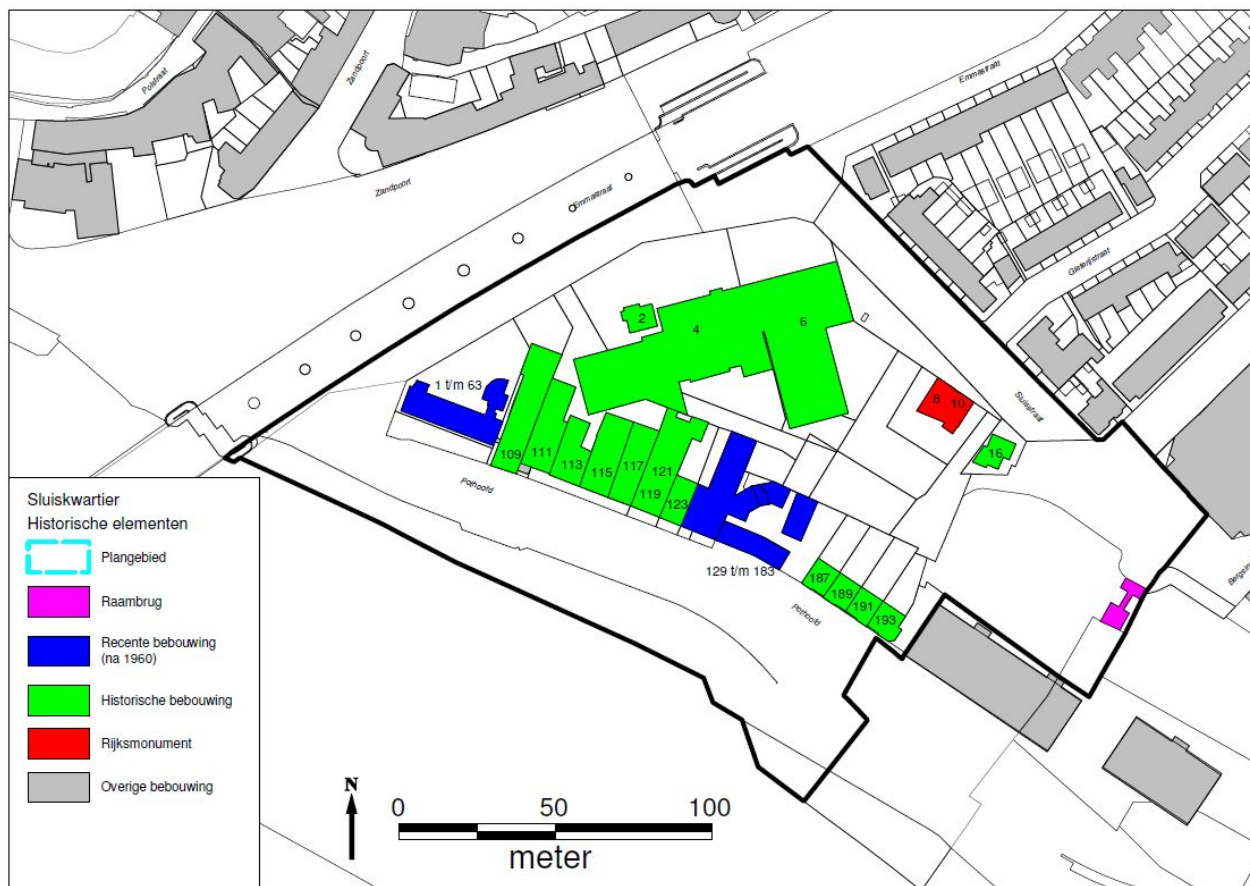 Polstraat
Zandpoort
Zandpoort
Emmastraat
Emmastraat
Gieterijstraat
Sluisstraat
2
4
6
1 t/m 63
8
10
16
109
111
113
115
117
119
121
123
Pothoofd
129 t/m 183
187
189
191
193
Pothoofd
Sluiskwartier
Historische elementen
Plangebied
Raambrug
Recente bebouwing
(na 1960)
Historische bebouwing
Rijksmonument
Overige bebouwing
N
0
50
100
meter